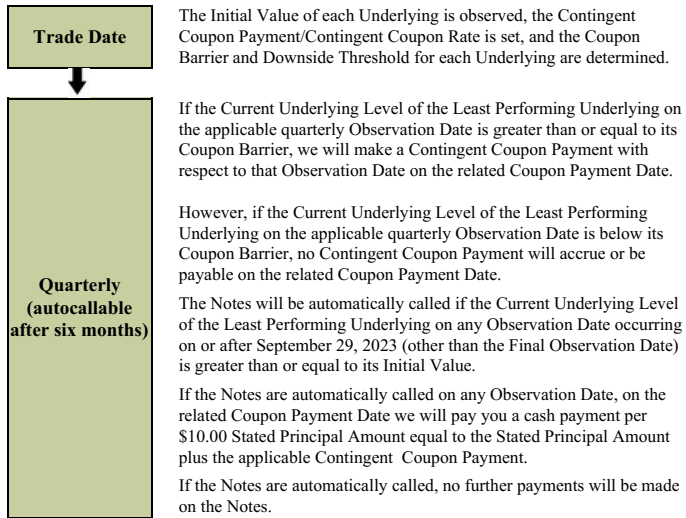 Trade Date
The Initial Value of each Underlying is observed, the Contingent
Coupon Payment/Contingent Coupon Rate is set, and the Coupon
Barrier and Downside Threshold for each Underlying are determined.
Quarterly
(autocallable
after six months)
If the Current Underlying Level of the Least Performing Underlying on
the applicable quarterly Observation Date is greater than or equal to its
Coupon Barrier, we will make a Contingent Coupon Payment with
respect to that Observation Date on the related Coupon Payment Date.
However, if the Current Underlying Level of the Least Performing
Underlying on the applicable quarterly Observation Date is below its
Coupon Barrier, no Contingent Coupon Payment will accrue or be
payable on the related Coupon Payment Date.
The Notes will be automatically called if the Current Underlying Level
of the Least Performing Underlying on any Observation Date occurring
on or after September 29, 2023 (other than the Final Observation Date)
is greater than or equal to its Initial Value.
If the Notes are automatically called on any Observation Date, on the
related Coupon Payment Date we will pay you a cash payment per
$10.00 Stated Principal Amount equal to the Stated Principal Amount
plus the applicable Contingent Coupon Payment.
If the Notes are automatically called, no further payments will be made
on the Notes.